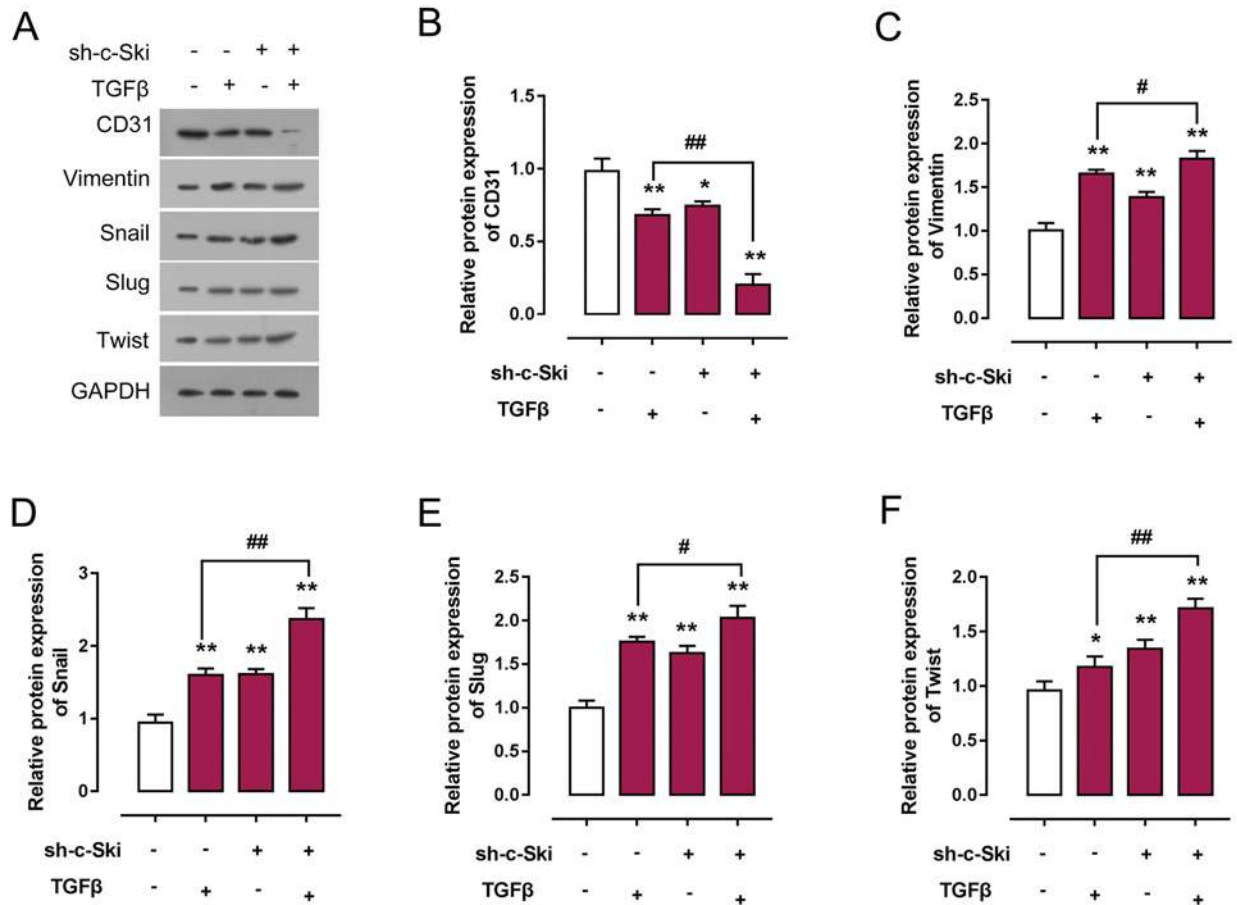 A
sh-c-Ski - - + +
TGFβ - + - +
CD31
Vimentin
Snail
Slug
Twist
GAPDH
B
Relative protein expression
of CD31
1.5
1.0
0.5
0.0
##
** * **
sh-c-Ski - - + +
TGFβ - + - +
C
Relative protein expression
of Vimentin
2.5
2.0
1.5
1.0
0.5
0.0
#
** ** **
sh-c-Ski - - + +
TGFβ - + - +
D
Relative protein expression
of Snail
3
2
1
0
##
** ** **
sh-c-Ski - - + +
TGFβ - + - +
E
Relative protein expression
of Slug
2.5
2.0
1.5
1.0
0.5
0.0
#
** ** **
sh-c-Ski - - + +
TGFβ - + - +
F
Relative protein expression
of Twist
2.0
1.5
1.0
0.5
0.0
##
* ** **
sh-c-Ski - - + +
TGFβ - + - +